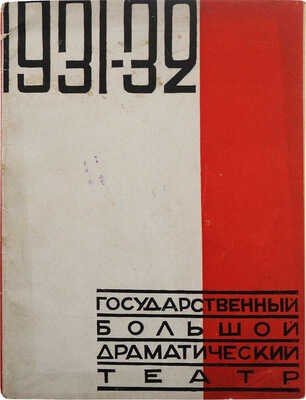 1931-32
ГОСУДАРСТВЕННЫЙ
БОЛЬШОЙ
ДРАМАТИЧЕСКИЙ
ТЕАТР